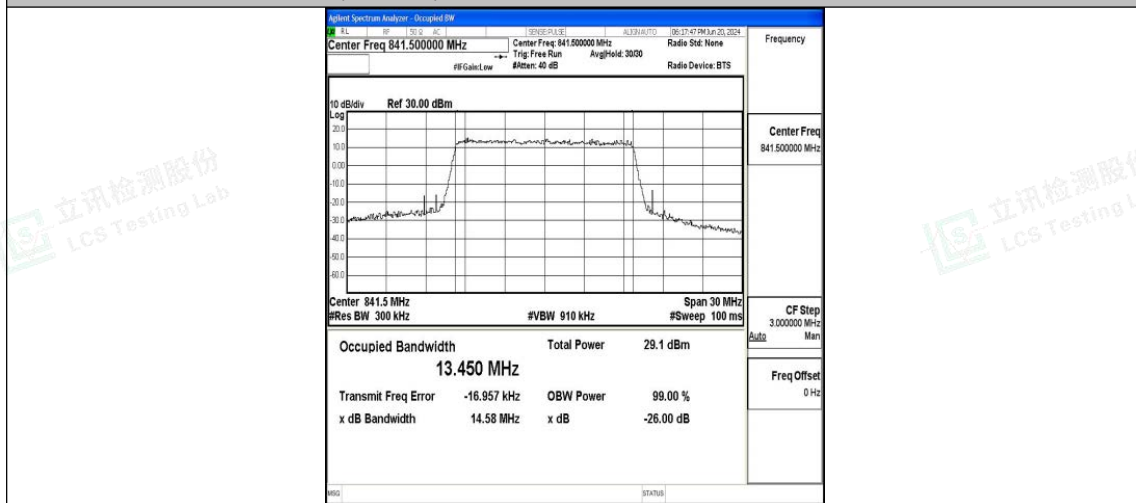 Agilent Spectrum Analyzer - Occupied BW
RL RF 50 Ω AC SENSE:PULSE ALIGNAUTO 06:17:47 PM Jun 20, 2024
Center Freq 841.500000 MHz
Center Freq: 841.500000 MHz
Radio Std: None
Trig: Free Run Avg|Hold: 30/30
#IFGain:Low #Atten: 40 dB Radio Device: BTS
Frequency
10 dB/div Ref 30.00 dBm
Log
20.0
10.0
0.00
-10.0
-20.0
-30.0
-40.0
-50.0
-60.0
Center 841.5 MHz Span 30 MHz
#Res BW 300 kHz #VBW 910 kHz #Sweep 100 ms
Center Freq
841.500000 MHz
CF Step
3.000000 MHz
Auto Man
Freq Offset
0 Hz
Occupied Bandwidth Total Power 29.1 dBm
13.450 MHz
Transmit Freq Error -16.957 kHz OBW Power 99.00 %
x dB Bandwidth 14.58 MHz x dB -26.00 dB
MSG STATUS
立讯检测股份
LCS Testing Lab
立讯检测股份
LCS Testing L